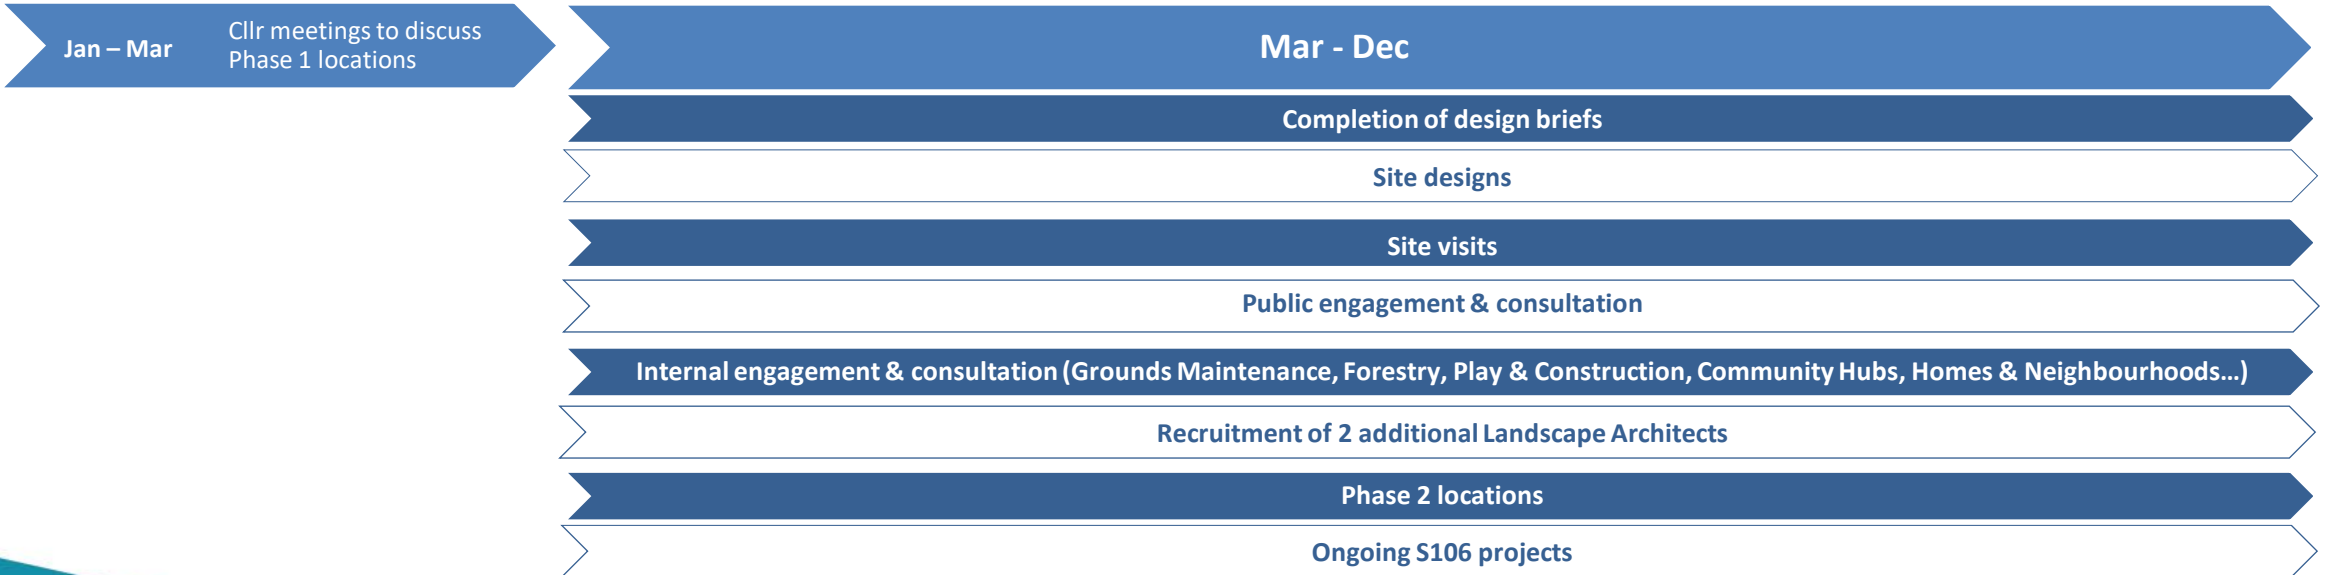 Jan – Mar
Cllr meetings to discuss
Phase 1 locations
Mar - Dec
Completion of design briefs
Site designs
Site visits
Public engagement & consultation
Internal engagement & consultation (Grounds Maintenance, Forestry, Play & Construction, Community Hubs, Homes & Neighbourhoods…)
Recruitment of 2 additional Landscape Architects
Phase 2 locations
Ongoing S106 projects